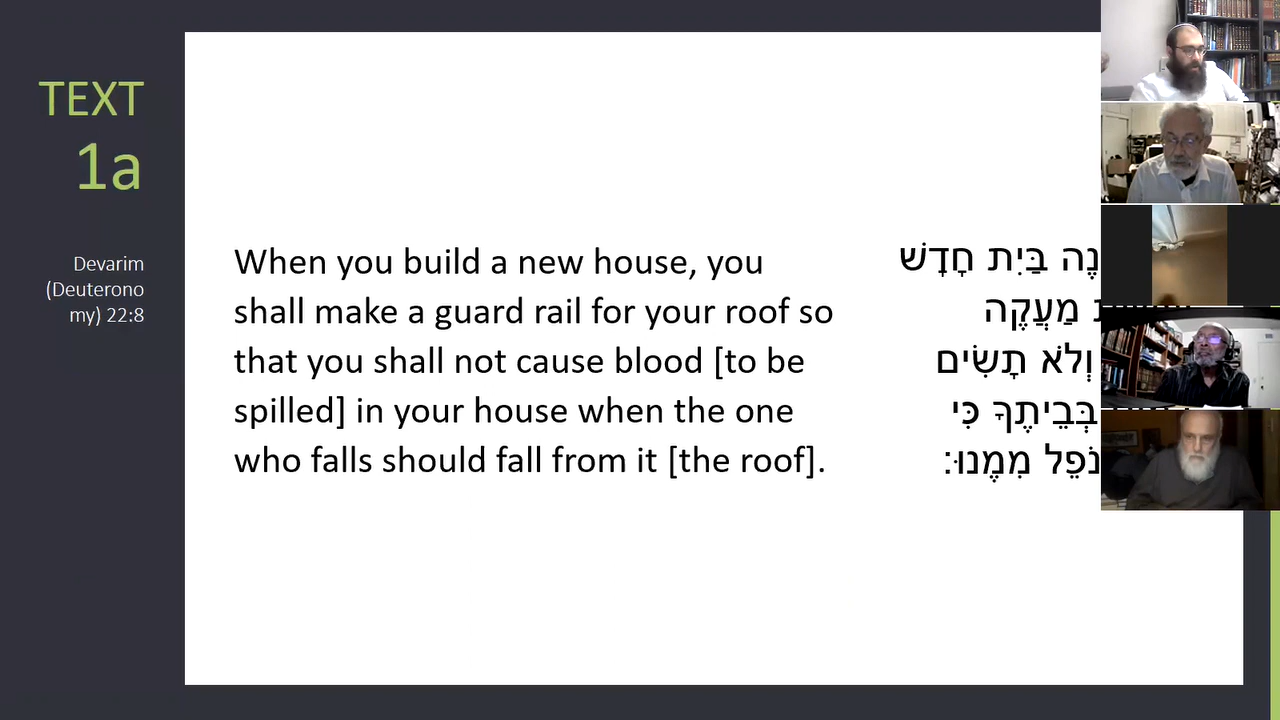 TEXT
1a
Devarim
(Deuterono
my) 22:8
When you build a new house, you
shall make a guard rail for your roof so
that you shall not cause blood [to be
spilled] in your house when the one
who falls should fall from it [the roof].
בַּיִת חָדָשׁ
מַעֲקֶה
וְלֹא תָשִׂים
בְּבֵיתֶךָ כִּי
מִמֶּנוּ: